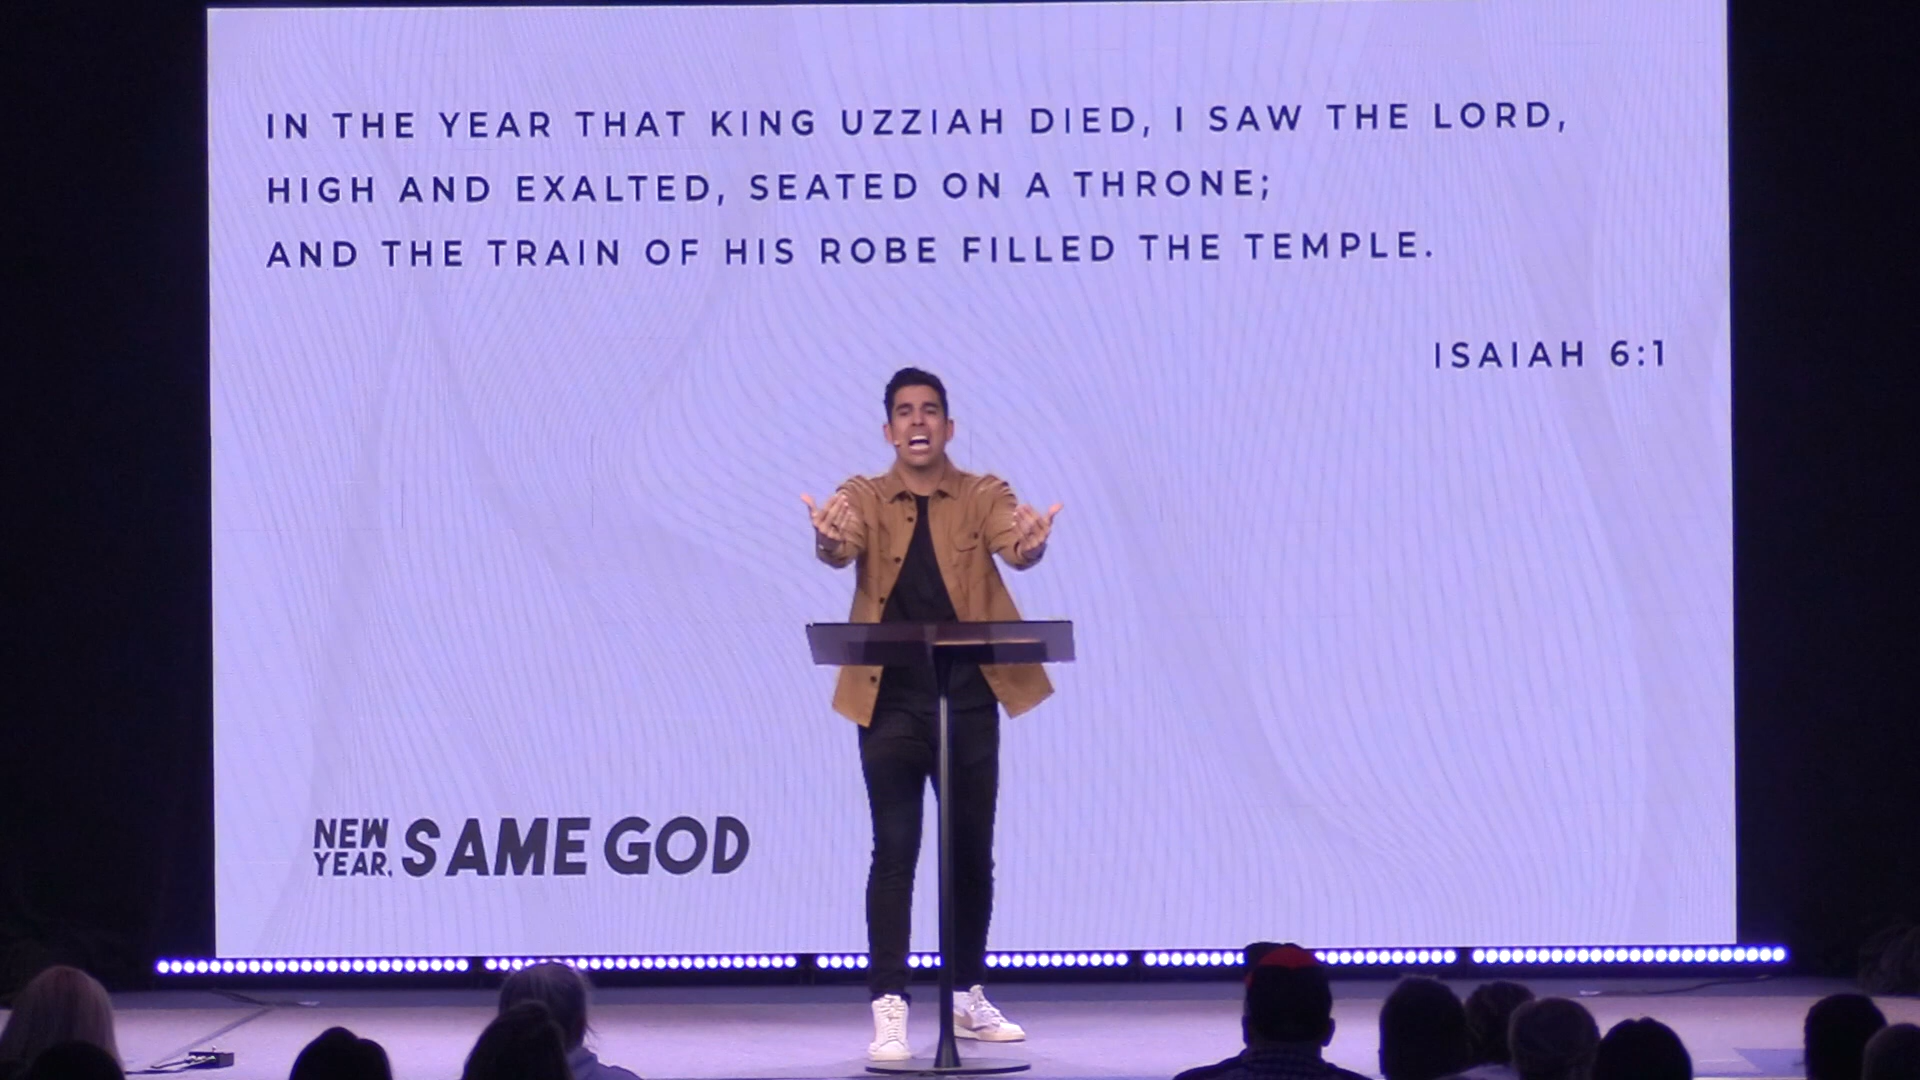 IN THE YEAR THAT KING UZZIAH DIED, I SAW THE LORD,
HIGH AND EXALTED, SEATED ON A THRONE;
AND THE TRAIN OF HIS ROBE FILLED THE TEMPLE.
ISAIAH 6:1
NEW
YEAR, SAME GOD